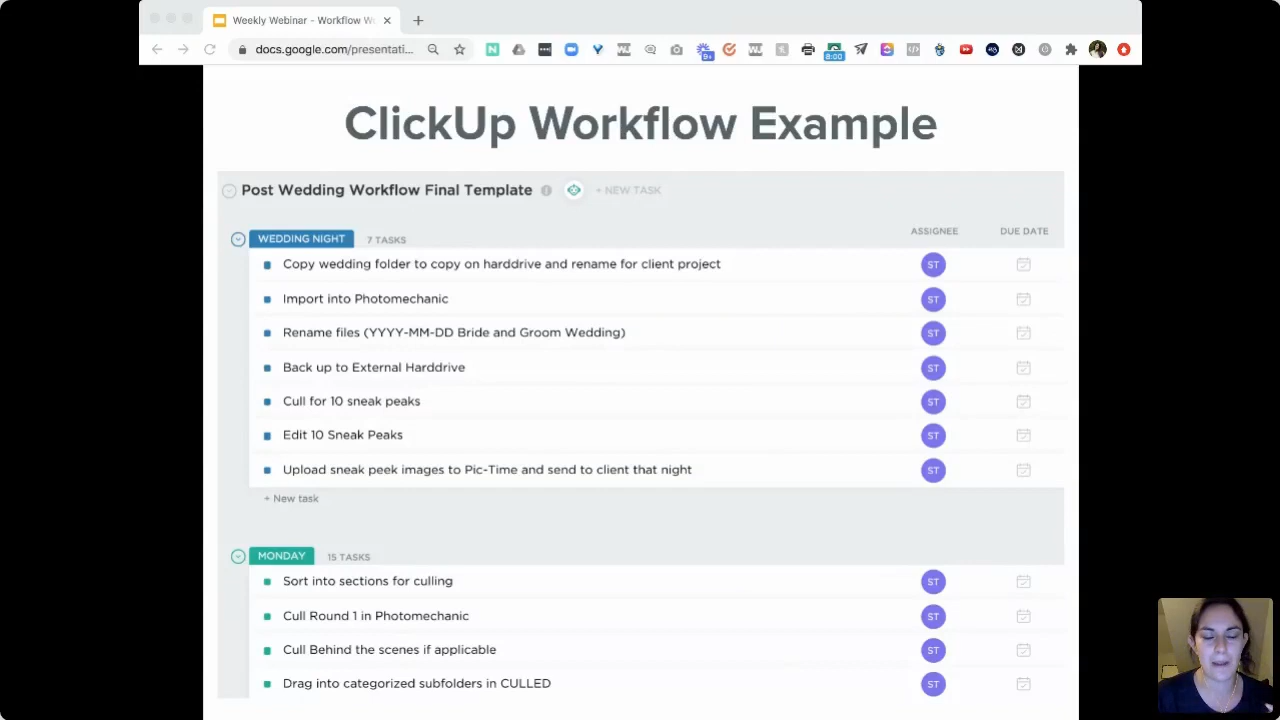 Weekly Webinar - Workflow Wo
docs.google.com/presentati...
9+
8:00
ClickUp Workflow Example
Post Wedding Workflow Final Template
+ NEW TASK
WEDDING NIGHT 7 TASKS ASSIGNEE DUE DATE
Copy wedding folder to copy on harddrive and rename for client project ST
Import into Photomechanic ST
Rename files (YYYY-MM-DD Bride and Groom Wedding) ST
Back up to External Harddrive ST
Cull for 10 sneak peaks ST
Edit 10 Sneak Peaks ST
Upload sneak peek images to Pic-Time and send to client that night ST
+ New task
MONDAY 15 TASKS
Sort into sections for culling ST
Cull Round 1 in Photomechanic ST
Cull Behind the scenes if applicable ST
Drag into categorized subfolders in CULLED ST